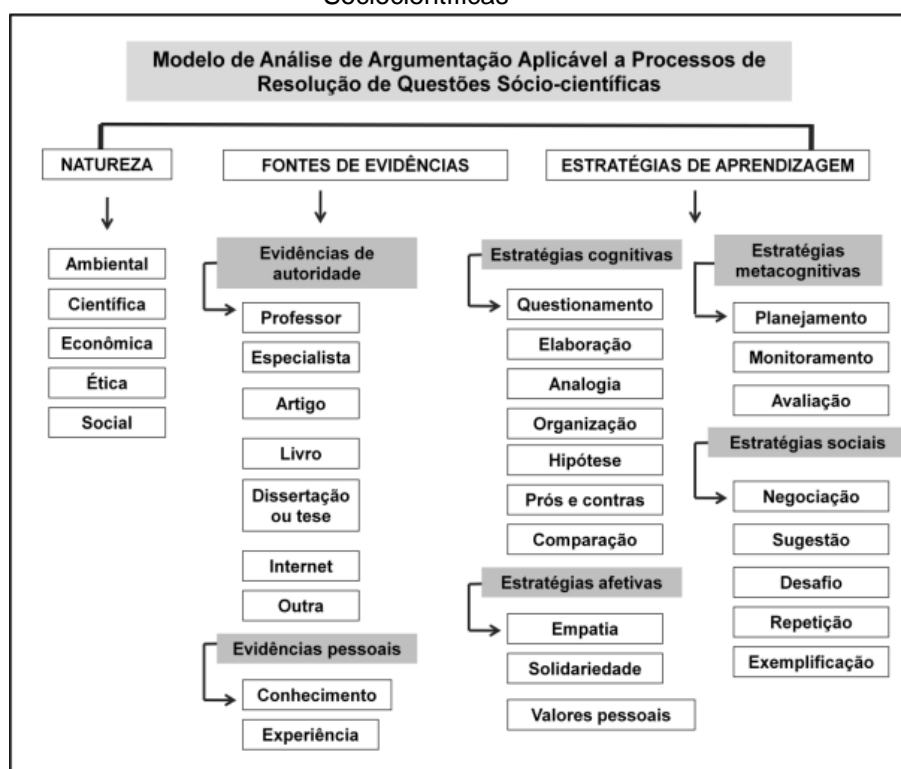 Sociocientíficas
Modelo de Análise de Argumentação Aplicável a Processos de
Resolução de Questões Sócio-científicas
NATUREZA
Ambiental
Científica
Econômica
Ética
Social
FONTES DE EVIDÊNCIAS
Evidências de
autoridade
Professor
Especialista
Artigo
Livro
Dissertação
ou tese
Internet
Outra
Evidências pessoais
Conhecimento
Experiência
ESTRATÉGIAS DE APRENDIZAGEM
Estratégias cognitivas
Questionamento
Elaboração
Analogia
Organização
Hipótese
Prós e contras
Comparação
Estratégias afetivas
Empatia
Solidariedade
Valores pessoais
Estratégias
metacognitivas
Planejamento
Monitoramento
Avaliação
Estratégias sociais
Negociação
Sugestão
Desafio
Repetição
Exemplificação